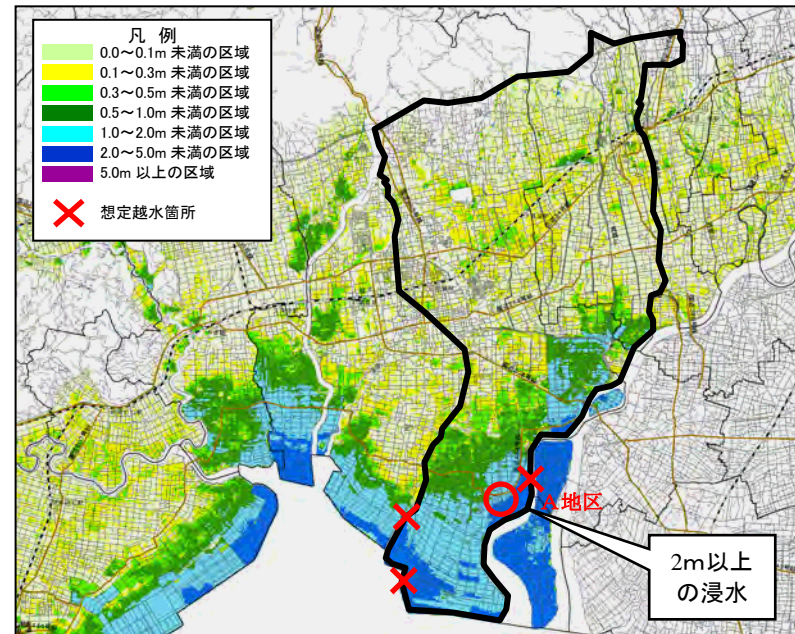 凡 例
0.0～0.1m 未満の区域
0.1～0.3m 未満の区域
0.3～0.5m 未満の区域
0.5～1.0m 未満の区域
1.0～2.0m 未満の区域
2.0～5.0m 未満の区域
5.0m 以上の区域
想定越水箇所
A地区
2m以上
の浸水